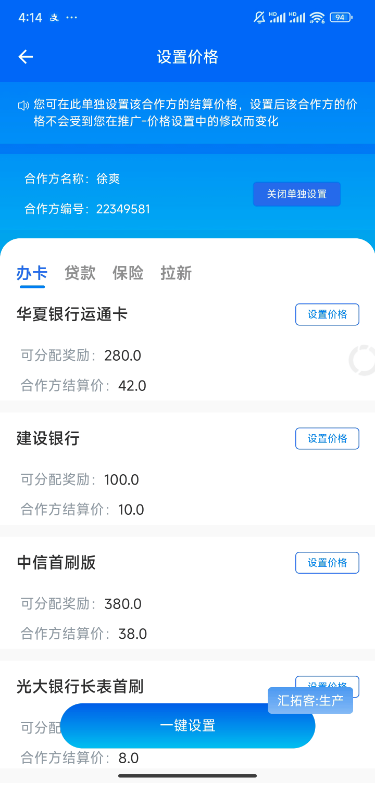 4:14 ···
HD HD 94
设置价格
您可在此单独设置该合作方的结算价格，设置后该合作方的价
格不会受到您在推广-价格设置中的修改而变化
合作方名称：徐爽
合作方编号：22349581
关闭单独设置
办卡 贷款 保险 拉新
华夏银行运通卡 设置价格
可分配奖励：280.0
合作方结算价：42.0
建设银行 设置价格
可分配奖励：100.0
合作方结算价：10.0
中信首刷版 设置价格
可分配奖励：380.0
合作方结算价：38.0
光大银行长表首刷 设置价格
汇拓客:生产
可分配
一键设置
合作方结算价：8.0